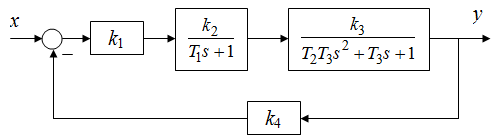 x
y
−
k₁
k₂
T₁s + 1
k₃
T₂T₃s² + T₃s + 1
k₄